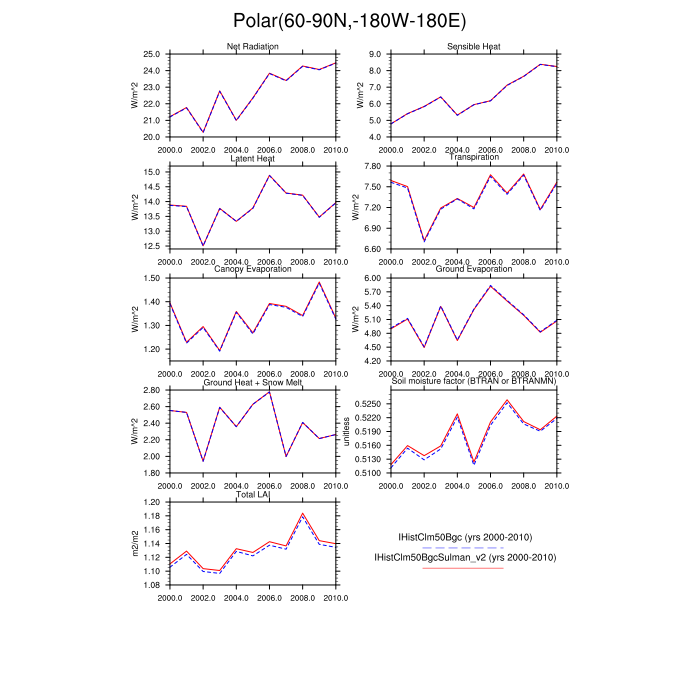 Polar(60-90N,-180W-180E)
Net Radiation
W/m^2
25.0
24.0
23.0
22.0
21.0
20.0
2000.0 2002.0 2004.0 2006.0 2008.0 2010.0
Sensible Heat
W/m^2
9.0
8.0
7.0
6.0
5.0
4.0
2000.0 2002.0 2004.0 2006.0 2008.0 2010.0
Latent Heat
W/m^2
15.0
14.5
14.0
13.5
13.0
12.5
2000.0 2002.0 2004.0 2006.0 2008.0 2010.0
Transpiration
W/m^2
7.80
7.50
7.20
6.90
6.60
2000.0 2002.0 2004.0 2006.0 2008.0 2010.0
Canopy Evaporation
W/m^2
1.50
1.40
1.30
1.20
2000.0 2002.0 2004.0 2006.0 2008.0 2010.0
Ground Evaporation
W/m^2
6.00
5.70
5.40
5.10
4.80
4.50
4.20
2000.0 2002.0 2004.0 2006.0 2008.0 2010.0
Ground Heat + Snow Melt
W/m^2
2.80
2.60
2.40
2.20
2.00
1.80
2000.0 2002.0 2004.0 2006.0 2008.0 2010.0
Soil moisture factor (BTRAN or BTRANMN)
unitless
0.5250
0.5220
0.5190
0.5160
0.5130
0.5100
2000.0 2002.0 2004.0 2006.0 2008.0 2010.0
Total LAI
m2/m2
1.20
1.18
1.16
1.14
1.12
1.10
1.08
2000.0 2002.0 2004.0 2006.0 2008.0 2010.0
IHistClm50Bgc (yrs 2000-2010)
IHistClm50BgcSulman_v2 (yrs 2000-2010)